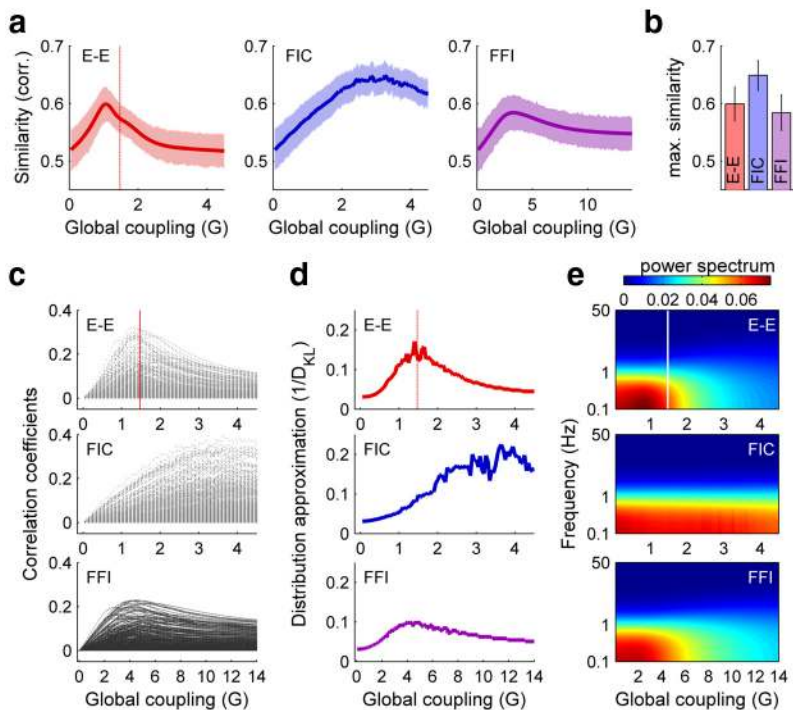 a
E-E
FIC
FFI
Similarity (corr.)
0.7
0.6
0.5
0 2 4
Global coupling (G)
0.7
0.6
0.5
0 2 4
Global coupling (G)
0.7
0.6
0.5
0 5 10
Global coupling (G)
b
max. similarity
0.7
0.6
0.5
E-E
FIC
FFI
c
Correlation coefficients
E-E
0.4
0.2
0
0 1 2 3 4
FIC
0.4
0.2
0
0 1 2 3 4
FFI
0.4
0.2
0
0 2 4 6 8 10 12 14
Global coupling (G)
d
Distribution approximation (1/D_KL)
E-E
0.2
0.1
0
0 1 2 3 4
FIC
0.2
0.1
0
0 1 2 3 4
FFI
0.2
0.1
0
0 2 4 6 8 10 12 14
Global coupling (G)
e
power spectrum
0 0.02 0.04 0.06
Frequency (Hz)
50
1
0.1
E-E
1 2 3 4
50
1
0.1
FIC
1 2 3 4
50
1
0.1
FFI
2 4 6 8 10 12 14
Global coupling (G)